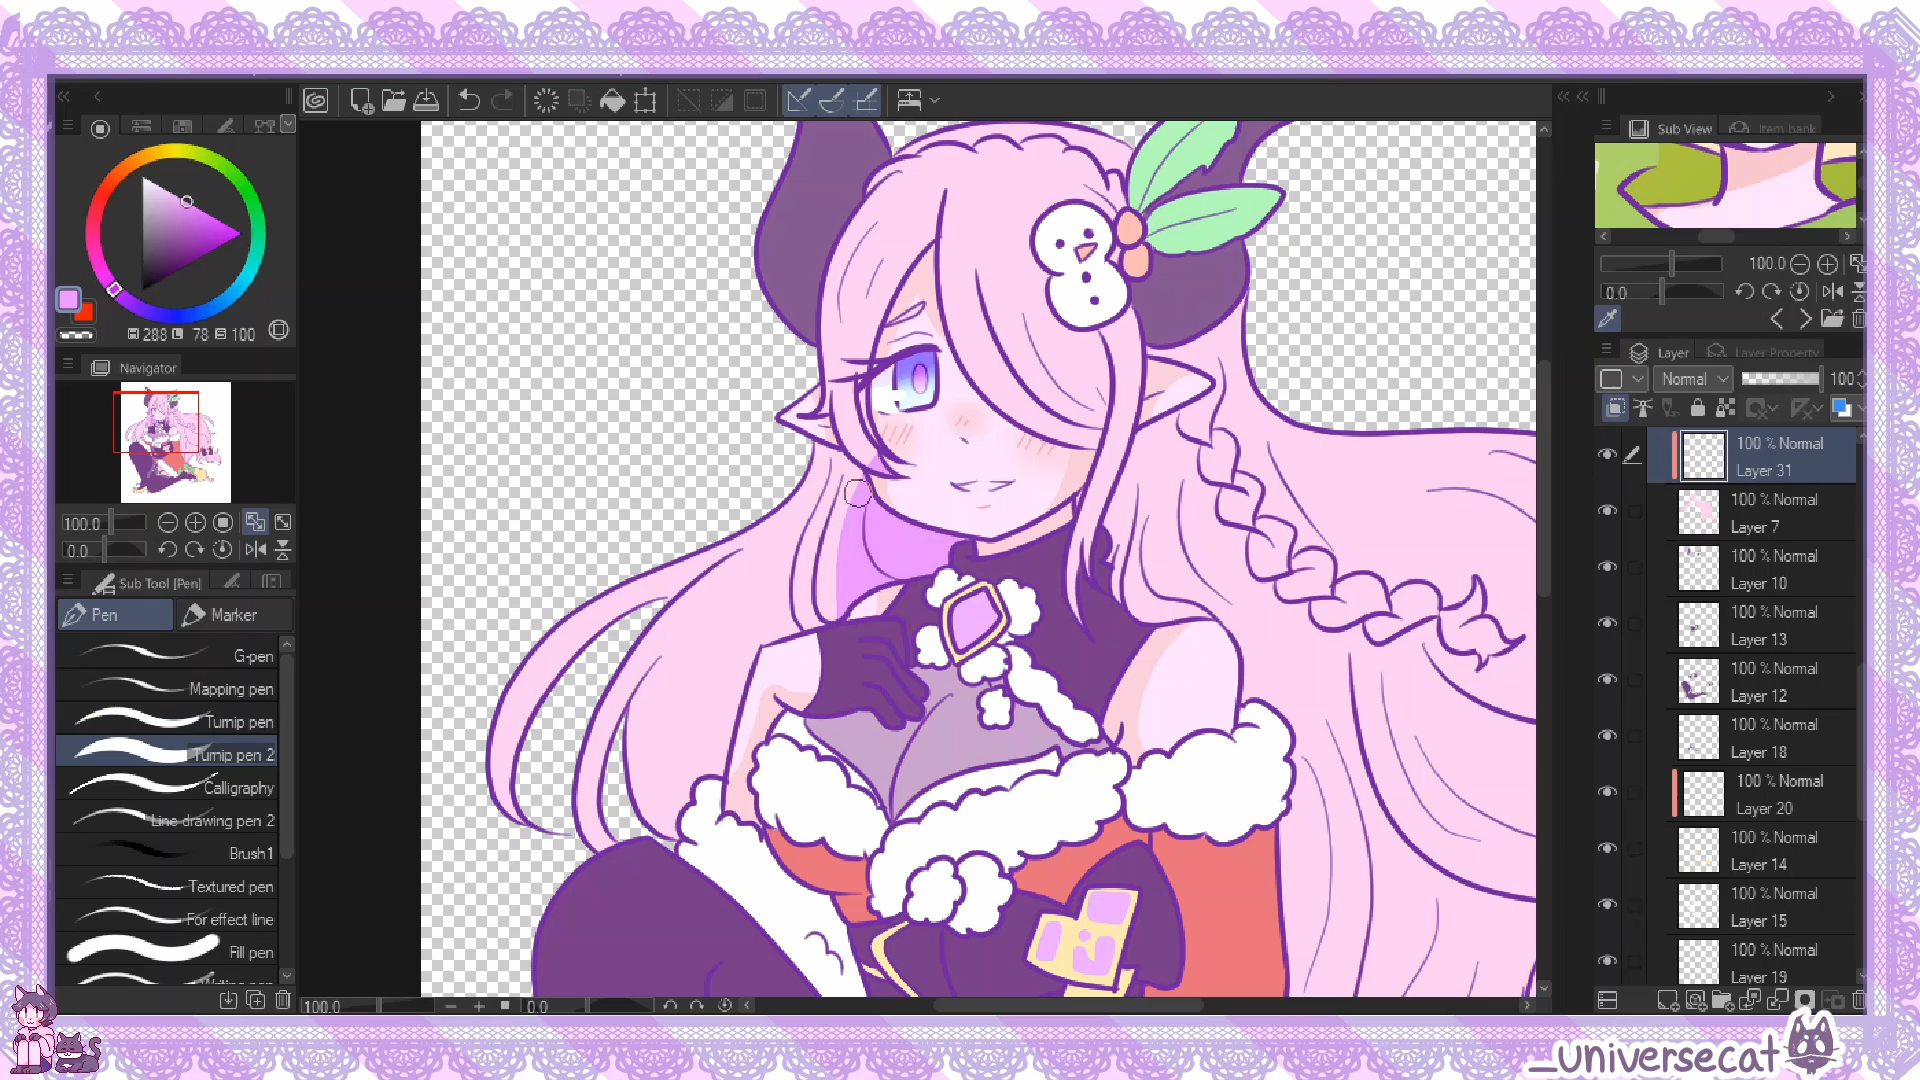 Sub View
Item bank
288 L 78 100
100.0
0.0
Navigator
Layer
Layer Property
Normal
100
100.0
0.0
100 % Normal
Layer 31
100 % Normal
Layer 7
100 % Normal
Layer 10
100 % Normal
Layer 13
100 % Normal
Layer 12
100 % Normal
Layer 18
100 % Normal
Layer 20
100 % Normal
Layer 14
100 % Normal
Layer 15
100 % Normal
Layer 19
Sub Tool [Pen]
Pen
Marker
G-pen
Mapping pen
Turnip pen
Turnip pen 2
Calligraphy
Line drawing pen 2
Brush1
Textured pen
For effect line
Fill pen
100.0
0.0
_universecat